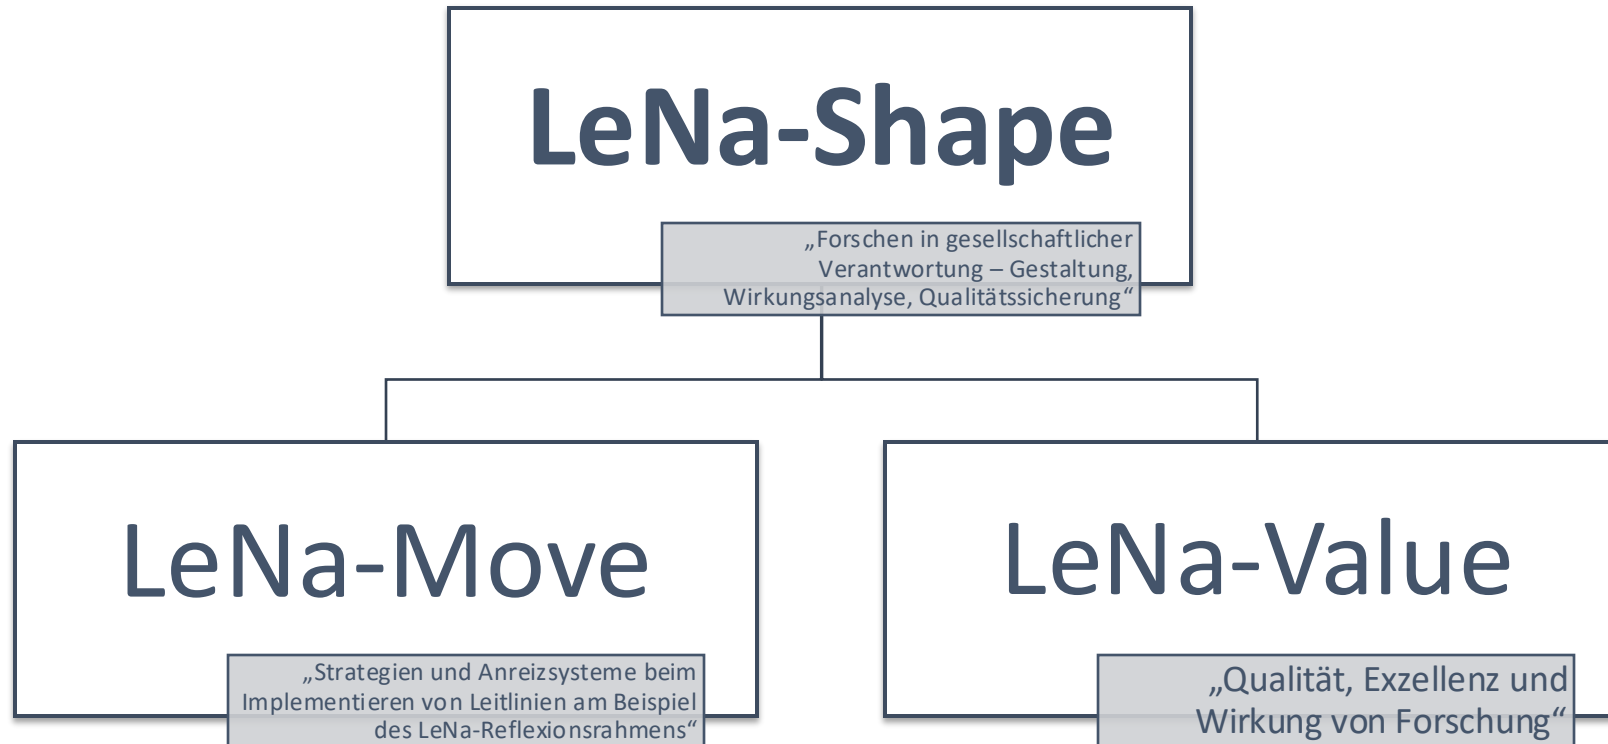 LeNa-Shape
„Forschen in gesellschaftlicher
Verantwortung – Gestaltung,
Wirkungsanalyse, Qualitätssicherung“
LeNa-Move
„Strategien und Anreizsysteme beim
Implementieren von Leitlinien am Beispiel
des LeNa-Reflexionsrahmens“
LeNa-Value
„Qualität, Exzellenz und
Wirkung von Forschung“